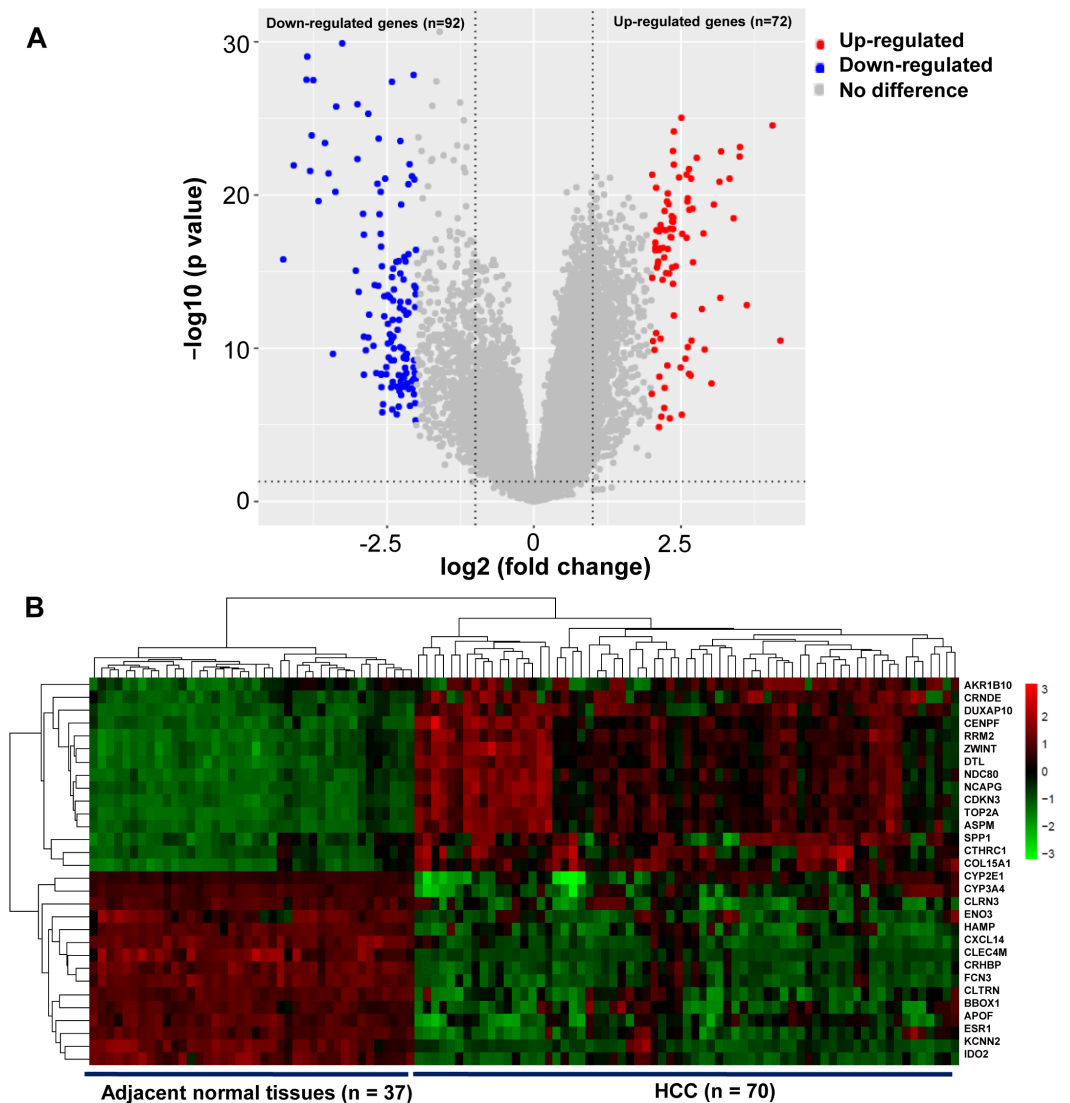 A
Down-regulated genes (n=92)
Up-regulated genes (n=72)
Up-regulated
Down-regulated
No difference
30
20
10
0
−log10 (p value)
-2.5
0
2.5
log2 (fold change)
B
AKR1B10
CRNDE
DUXAP10
CENPF
RRM2
ZWINT
DTL
NDC80
NCAPG
CDKN3
TOP2A
ASPM
SPP1
CTHRC1
COL15A1
CYP2E1
CYP3A4
CLRN3
ENO3
HAMP
CXCL14
CLEC4M
CRHBP
FCN3
CLTRN
BBOX1
APOF
ESR1
KCNN2
IDO2
3
2
1
0
−1
−2
−3
Adjacent normal tissues (n = 37)
HCC (n = 70)